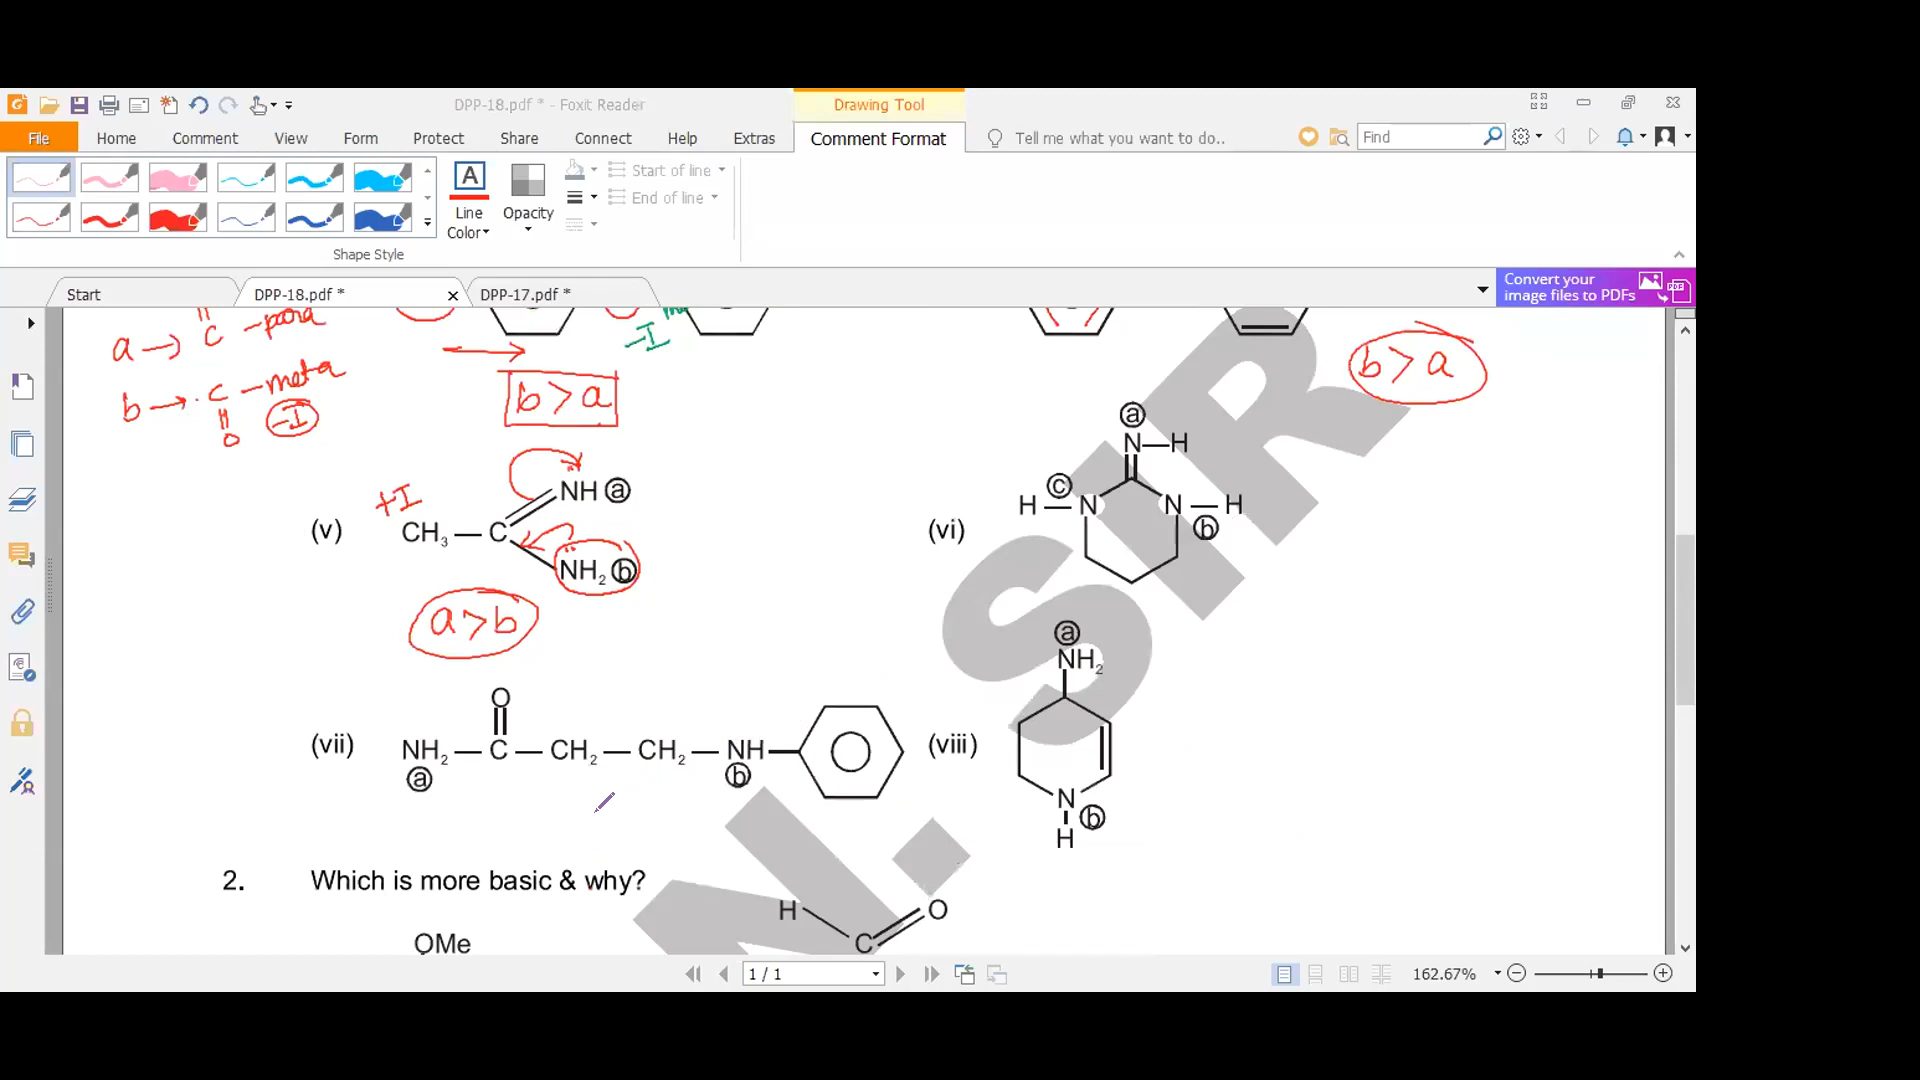 DPP-18.pdf * - Foxit Reader
Drawing Tool
File Home Comment View Form Protect Share Connect Help Extras Comment Format Tell me what you want to do.. Find
A Line Color Opacity Start of line End of line
Shape Style
Start DPP-18.pdf * DPP-17.pdf *
Convert your image files to PDFs
a → C - para
-I
b → C - meta
O
-I
b > a
b > a
(v) +I CH3 — C NH a
NH2 b
a > b
(vi) a N — H
c H — N N — H b
(vii) O
NH2 — C — CH2 — CH2 — NH
a b
(viii) a NH2
N b
H
2. Which is more basic & why?
H O
C
OMe
SIR
N.
1 / 1
162.67%